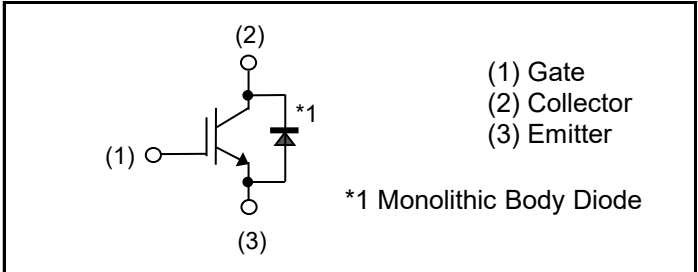 (2)
(1) Gate
(2) Collector
(3) Emitter
*1
(1)
*1 Monolithic Body Diode
(3)